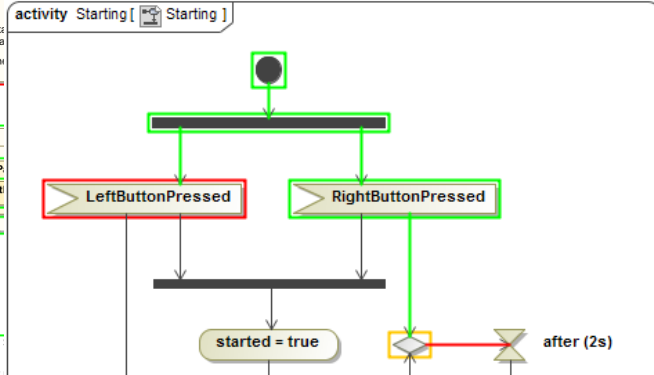 activity Starting [ Starting ]
LeftButtonPressed
RightButtonPressed
started = true
after (2s)